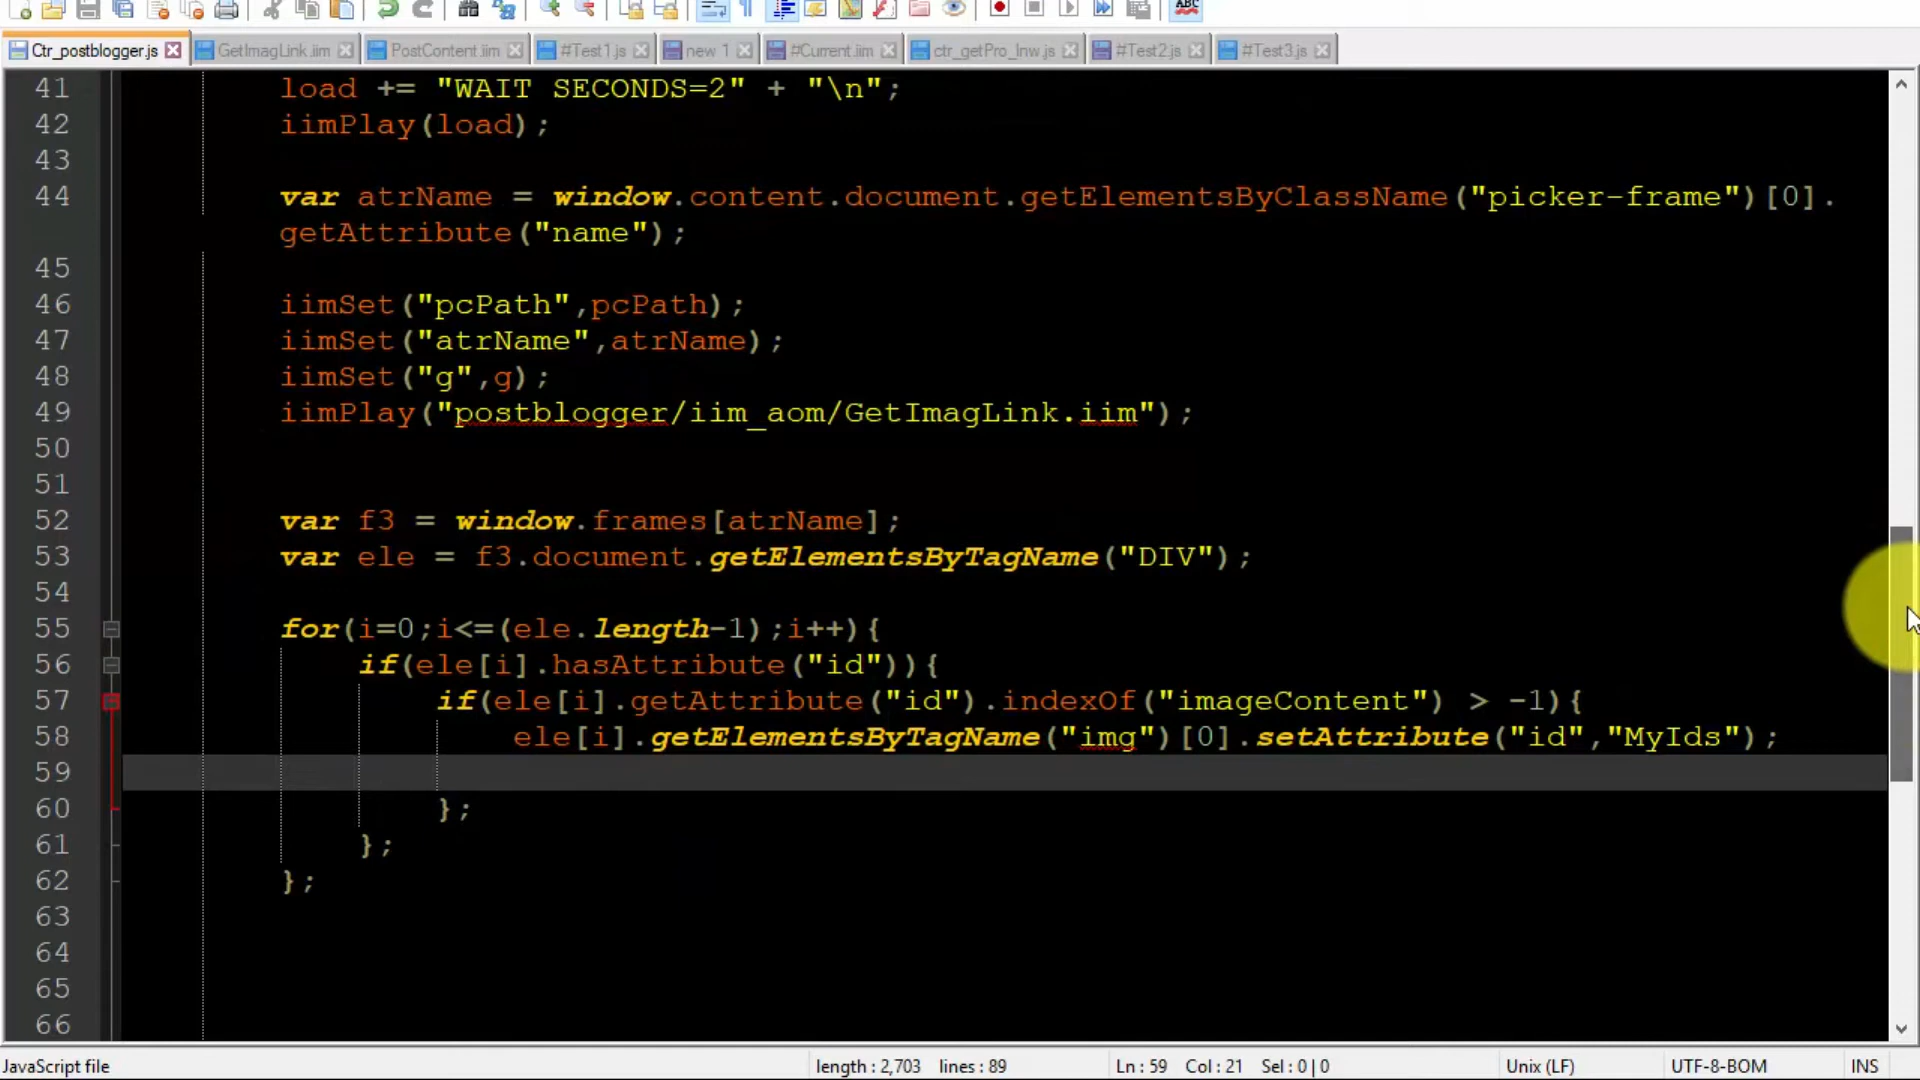 Ctr_postblogger.js GetImagLink.iim PostContent.iim #Test1.js new 1 #Current.iim ctr_getPro_lnw.js #Test2.js #Test3.js
41 load += "WAIT SECONDS=2" + "\n";
42 iimPlay(load);
43
44 var atrName = window.content.document.getElementsByClassName("picker-frame")[0].
getAttribute("name");
45
46 iimSet("pcPath",pcPath);
47 iimSet("atrName",atrName);
48 iimSet("g",g);
49 iimPlay("postblogger/iim_aom/GetImagLink.iim");
50
51
52 var f3 = window.frames[atrName];
53 var ele = f3.document.getElementsByTagName("DIV");
54
55 for(i=0;i<=(ele.length-1);i++){
56 if(ele[i].hasAttribute("id")){
57 if(ele[i].getAttribute("id").indexOf("imageContent") > -1){
58 ele[i].getElementsByTagName("img")[0].setAttribute("id","MyIds");
59
60 };
61 };
62 };
63
64
65
66
JavaScript file length : 2,703 lines : 89 Ln : 59 Col : 21 Sel : 0 | 0 Unix (LF) UTF-8-BOM INS